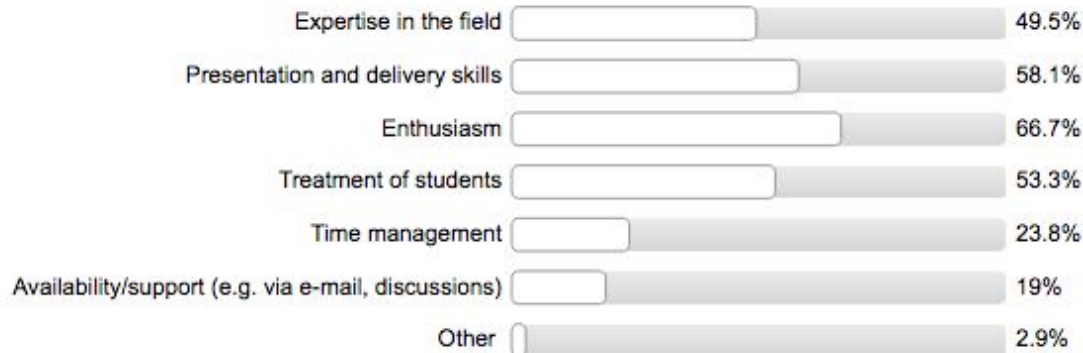 Expertise in the field 49.5%
Presentation and delivery skills 58.1%
Enthusiasm 66.7%
Treatment of students 53.3%
Time management 23.8%
Availability/support (e.g. via e-mail, discussions) 19%
Other 2.9%